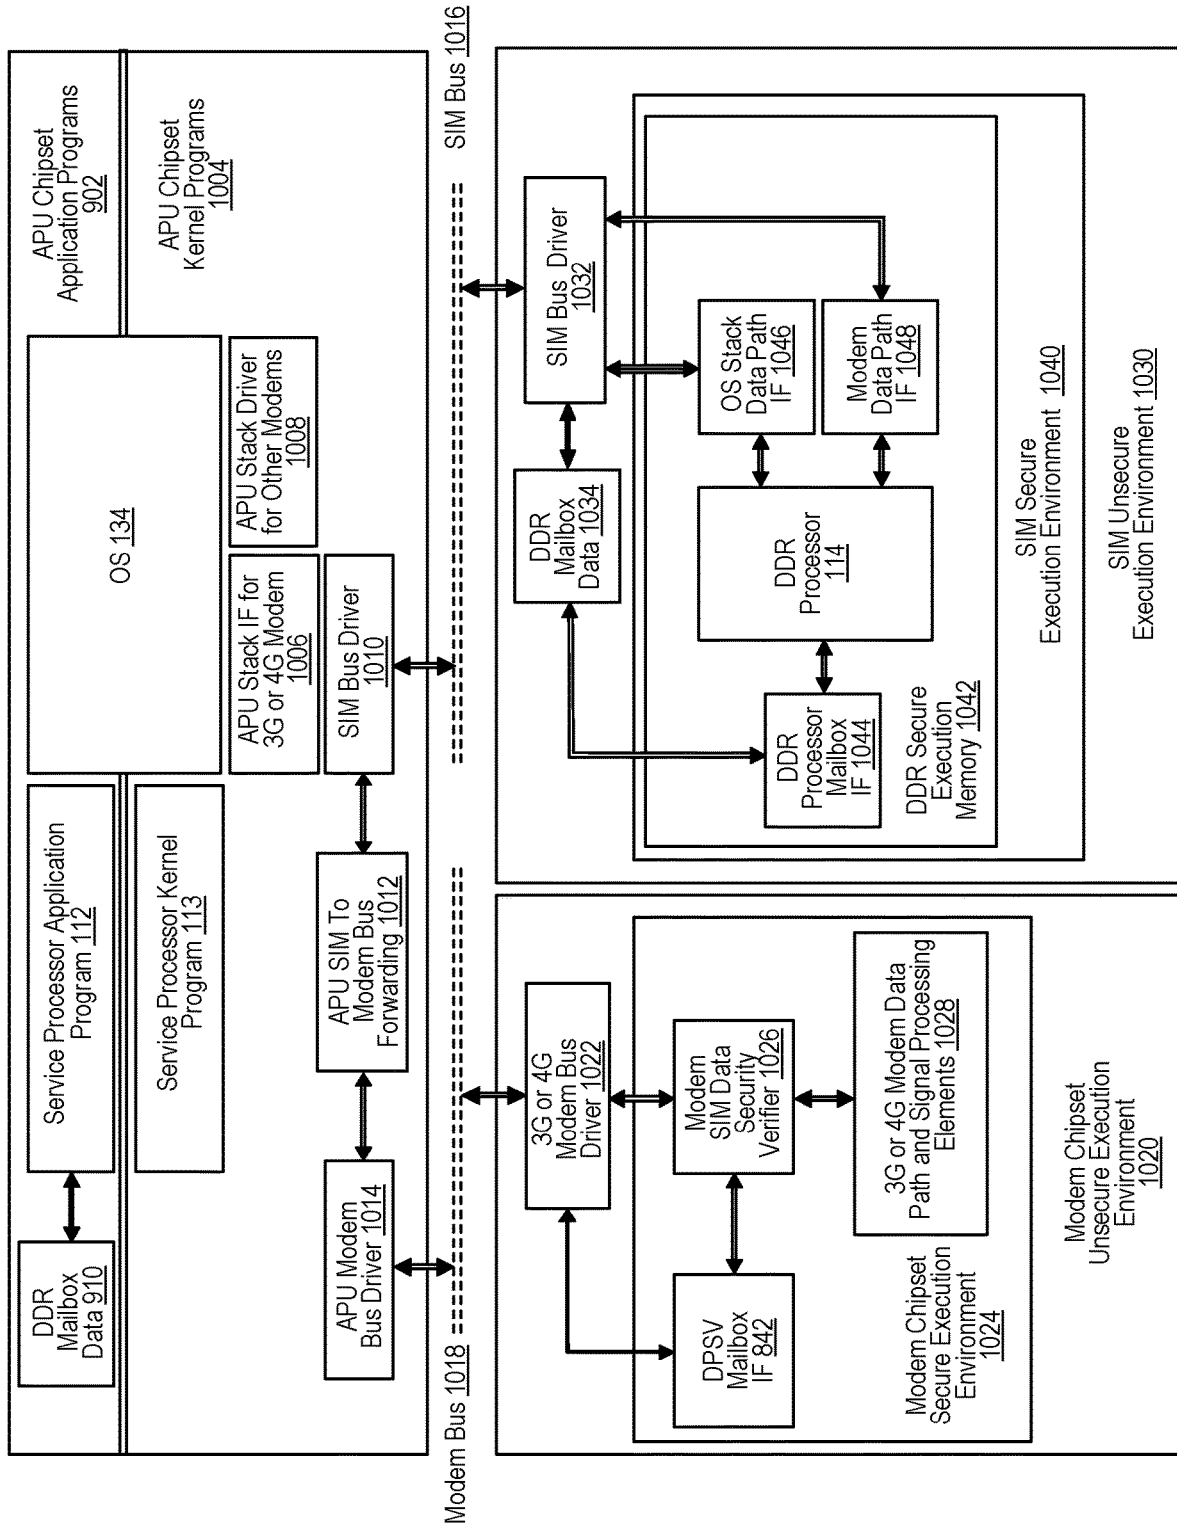 APU Chipset
Application Programs
902
APU Chipset
Kernel Programs
1004
OS 134
Service Processor Application
Program 112
Service Processor Kernel
Program 113
DDR
Mailbox
Data 910
APU Stack Driver
for Other Modems
1008
APU Stack IF for
3G or 4G Modem
1006
SIM Bus Driver
1010
APU SIM To
Modem Bus
Forwarding 1012
APU Modem
Bus Driver 1014
Modem Bus 1018
SIM Bus 1016
3G or 4G
Modem Bus
Driver 1022
Modem
SIM Data
Security
Verifier 1026
DPSV
Mailbox
IF 842
3G or 4G Modem Data
Path and Signal Processing
Elements 1028
Modem Chipset
Secure Execution
Environment
1024
Modem Chipset
Unsecure Execution
Environment
1020
SIM Bus Driver
1032
DDR
Mailbox
Data 1034
OS Stack
Data Path
IF 1046
Modem
Data Path
IF 1048
DDR
Processor
114
DDR
Processor
Mailbox
IF 1044
DDR Secure
Execution
Memory 1042
SIM Secure
Execution Environment 1040
SIM Unsecure
Execution Environment 1030